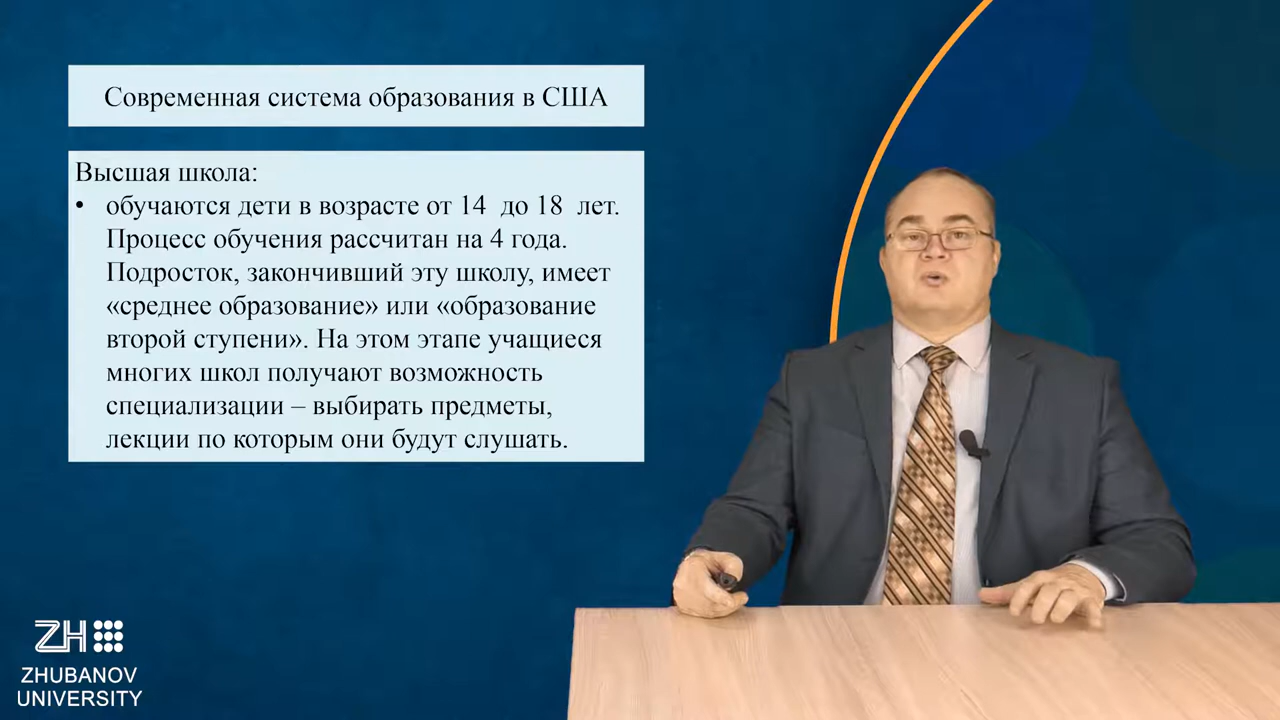 Современная система образования в США
Высшая школа:
• обучаются дети в возрасте от 14 до 18 лет.
Процесс обучения рассчитан на 4 года.
Подросток, закончивший эту школу, имеет
«среднее образование» или «образование
второй ступени». На этом этапе учащиеся
многих школ получают возможность
специализации – выбирать предметы,
лекции по которым они будут слушать.
ZH
ZHUBANOV
UNIVERSITY